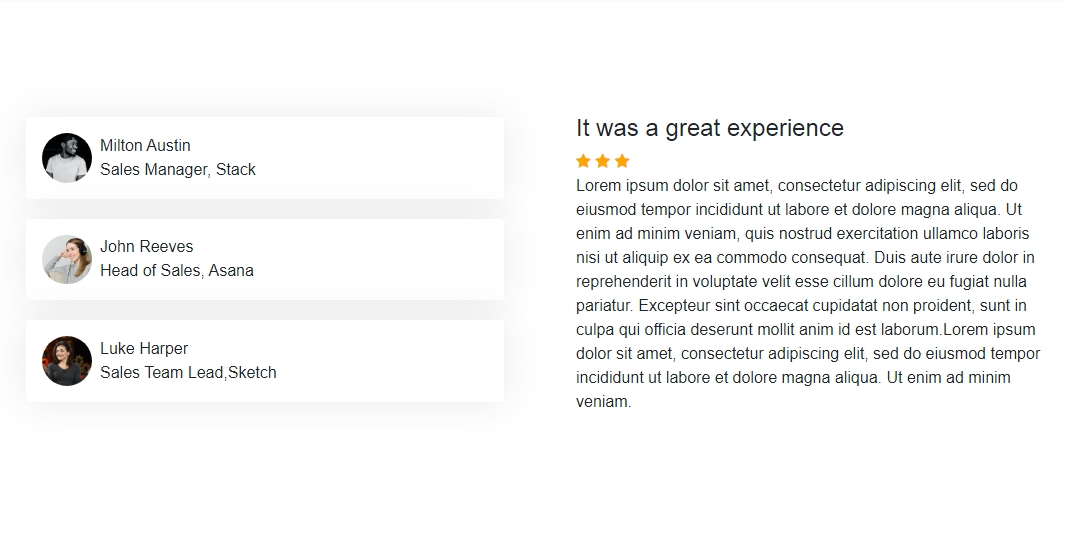 Milton Austin
Sales Manager, Stack
John Reeves
Head of Sales, Asana
Luke Harper
Sales Team Lead,Sketch
It was a great experience
Lorem ipsum dolor sit amet, consectetur adipiscing elit, sed do
eiusmod tempor incididunt ut labore et dolore magna aliqua. Ut
enim ad minim veniam, quis nostrud exercitation ullamco laboris
nisi ut aliquip ex ea commodo consequat. Duis aute irure dolor in
reprehenderit in voluptate velit esse cillum dolore eu fugiat nulla
pariatur. Excepteur sint occaecat cupidatat non proident, sunt in
culpa qui officia deserunt mollit anim id est laborum.Lorem ipsum
dolor sit amet, consectetur adipiscing elit, sed do eiusmod tempor
incididunt ut labore et dolore magna aliqua. Ut enim ad minim
veniam.